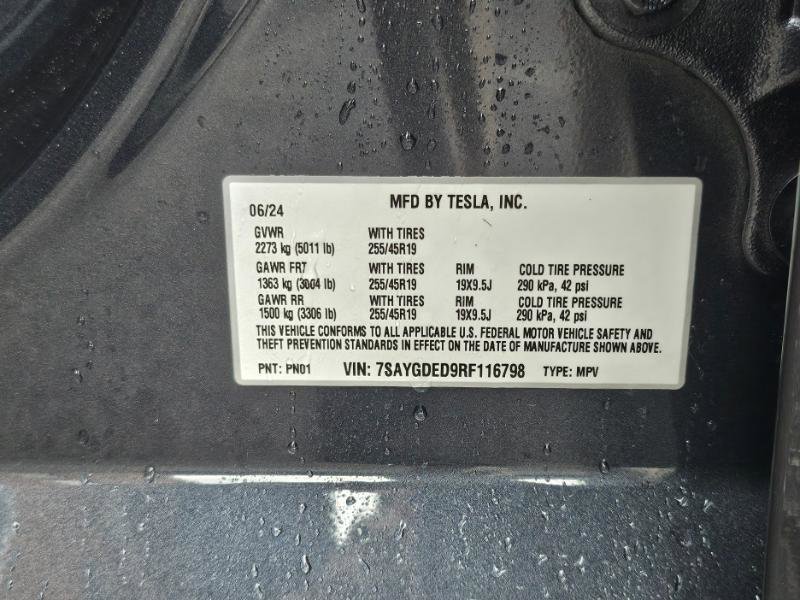 MFD BY TESLA, INC.
06/24
GVWR WITH TIRES
2273 kg (5011 lb) 255/45R19
GAWR FRT WITH TIRES RIM COLD TIRE PRESSURE
1363 kg (3004 lb) 255/45R19 19X9.5J 290 kPa, 42 psi
GAWR RR WITH TIRES RIM COLD TIRE PRESSURE
1500 kg (3306 lb) 255/45R19 19X9.5J 290 kPa, 42 psi
THIS VEHICLE CONFORMS TO ALL APPLICABLE U.S. FEDERAL MOTOR VEHICLE SAFETY AND
THEFT PREVENTION STANDARDS IN EFFECT ON THE DATE OF MANUFACTURE SHOWN ABOVE.
PNT: PN01 VIN: 7SAYGDED9RF116798 TYPE: MPV